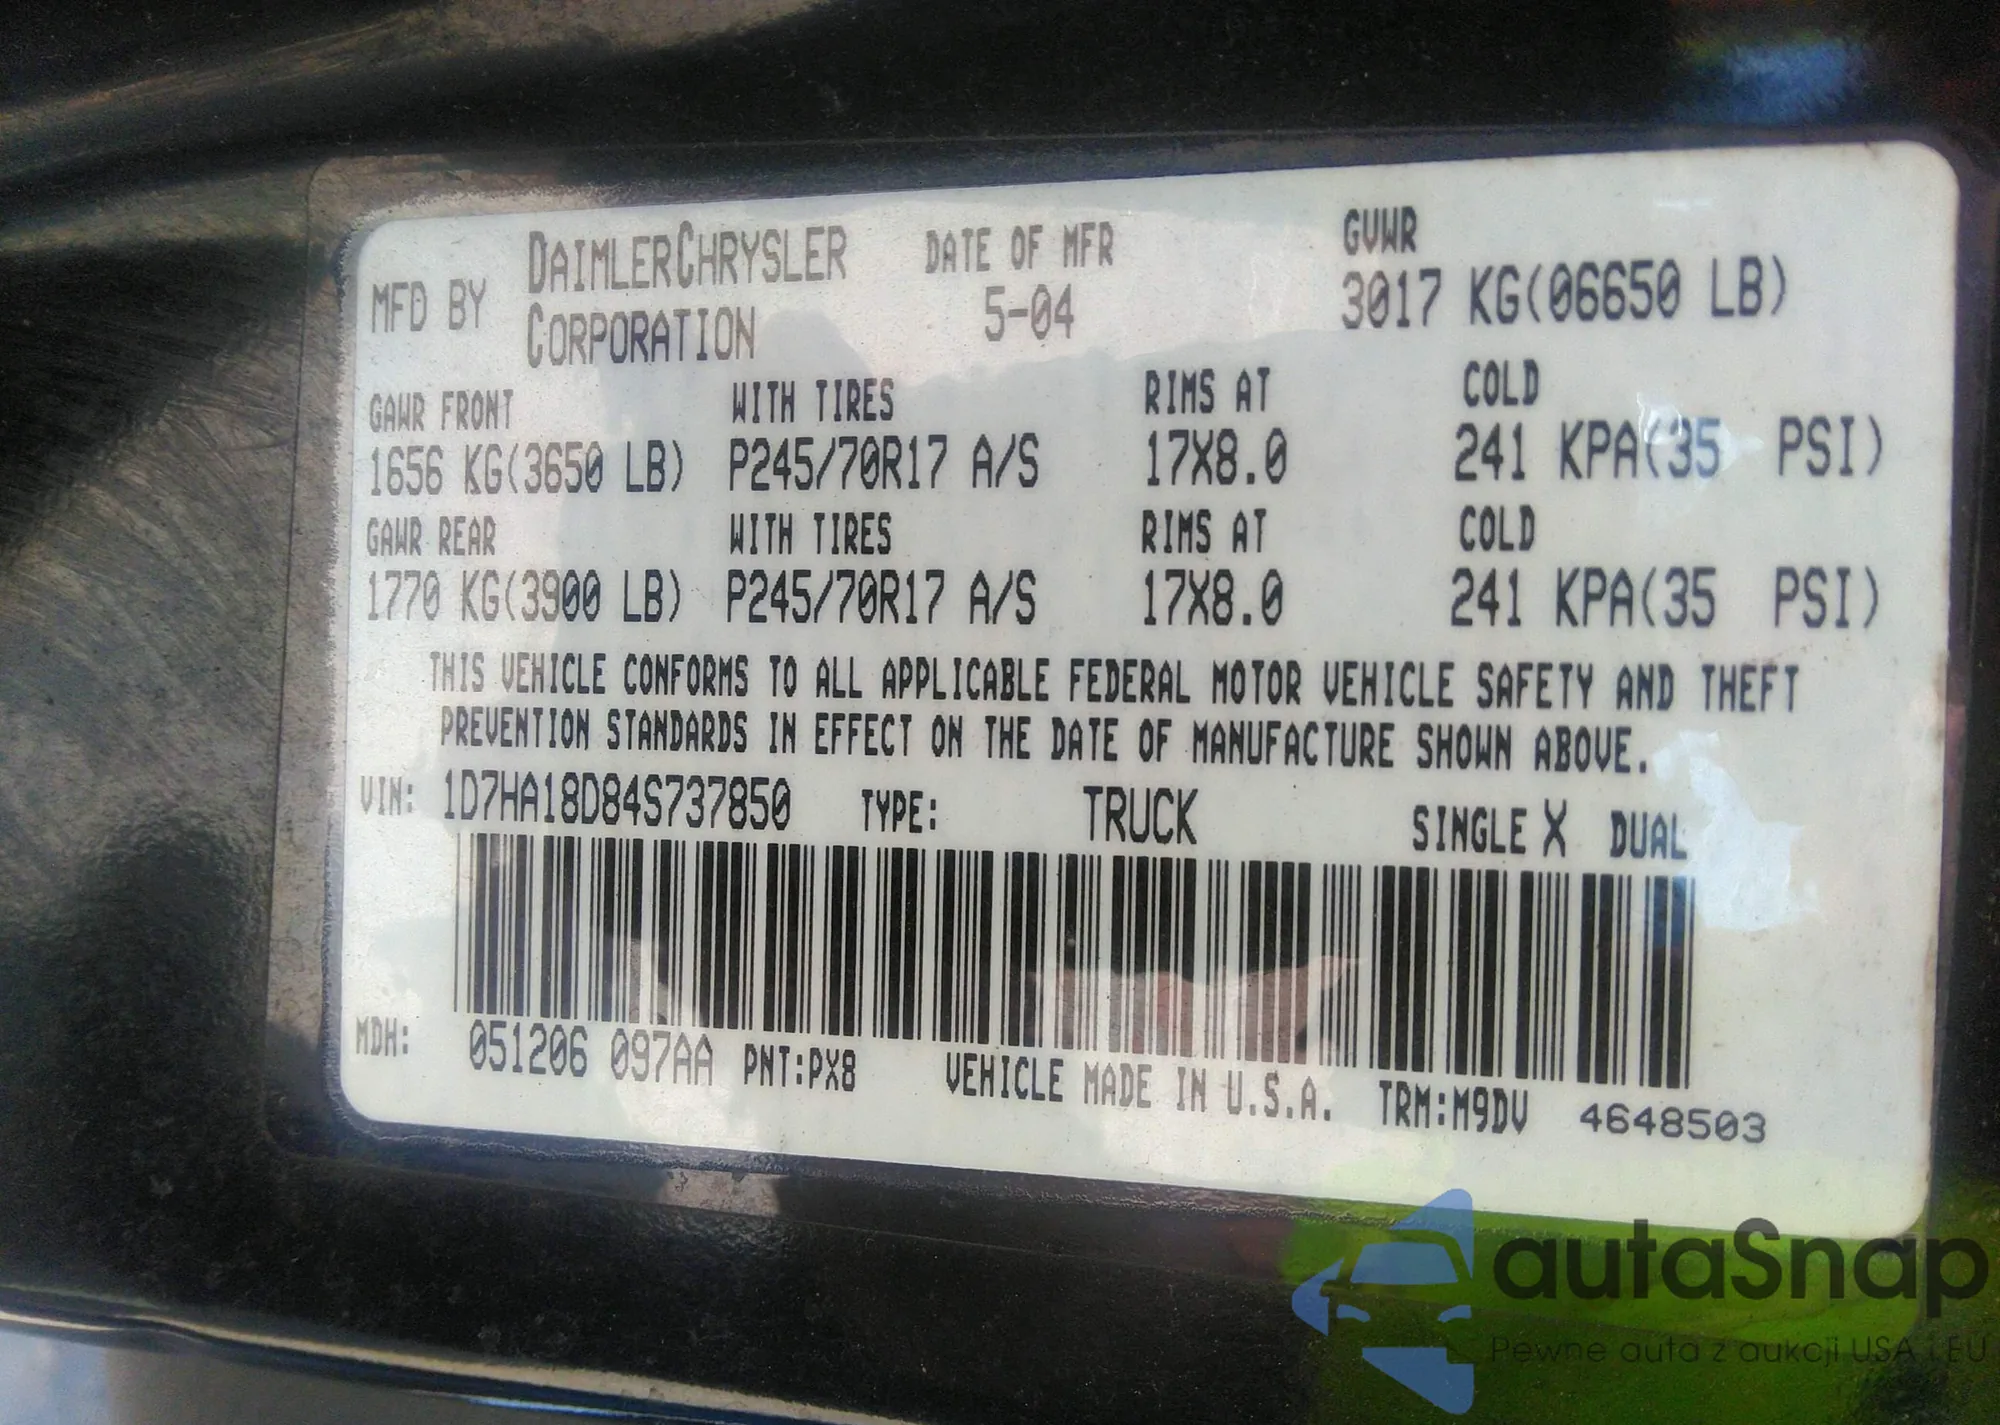 MFD BY DAIMLERCHRYSLER CORPORATION DATE OF MFR 5-04 GVWR 3017 KG(06650 LB)
GAWR FRONT WITH TIRES RIMS AT COLD
1656 KG(3650 LB) P245/70R17 A/S 17X8.0 241 KPA(35 PSI)
GAWR REAR WITH TIRES RIMS AT COLD
1770 KG(3900 LB) P245/70R17 A/S 17X8.0 241 KPA(35 PSI)
THIS VEHICLE CONFORMS TO ALL APPLICABLE FEDERAL MOTOR VEHICLE SAFETY AND THEFT
PREVENTION STANDARDS IN EFFECT ON THE DATE OF MANUFACTURE SHOWN ABOVE.
VIN: 1D7HA18D84S737850 TYPE: TRUCK SINGLE X DUAL
MDH: 051206 097AA PNT:PX8 VEHICLE MADE IN U.S.A. TRM:M9DV 4648503
autaSnap
Pewne auta z aukcji USA i EU